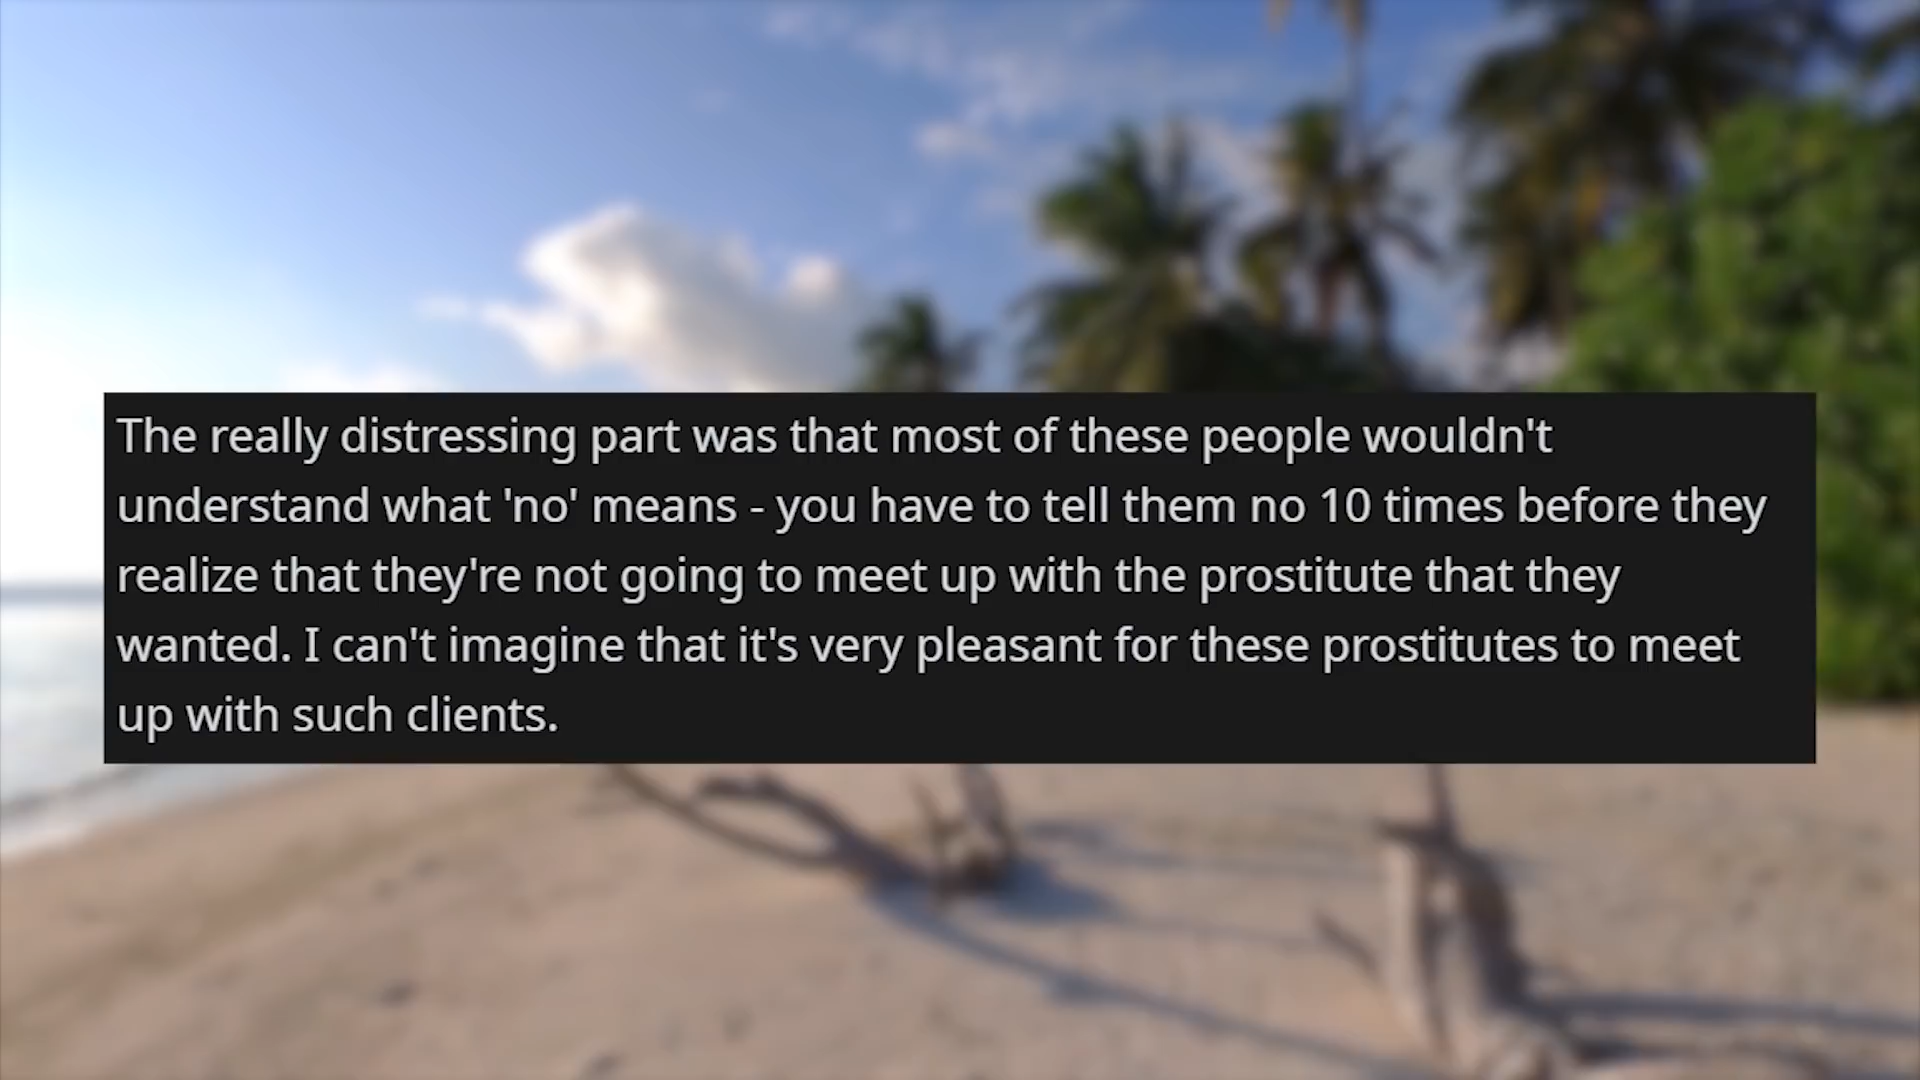 The really distressing part was that most of these people wouldn't
understand what 'no' means - you have to tell them no 10 times before they
realize that they're not going to meet up with the prostitute that they
wanted. I can't imagine that it's very pleasant for these prostitutes to meet
up with such clients.